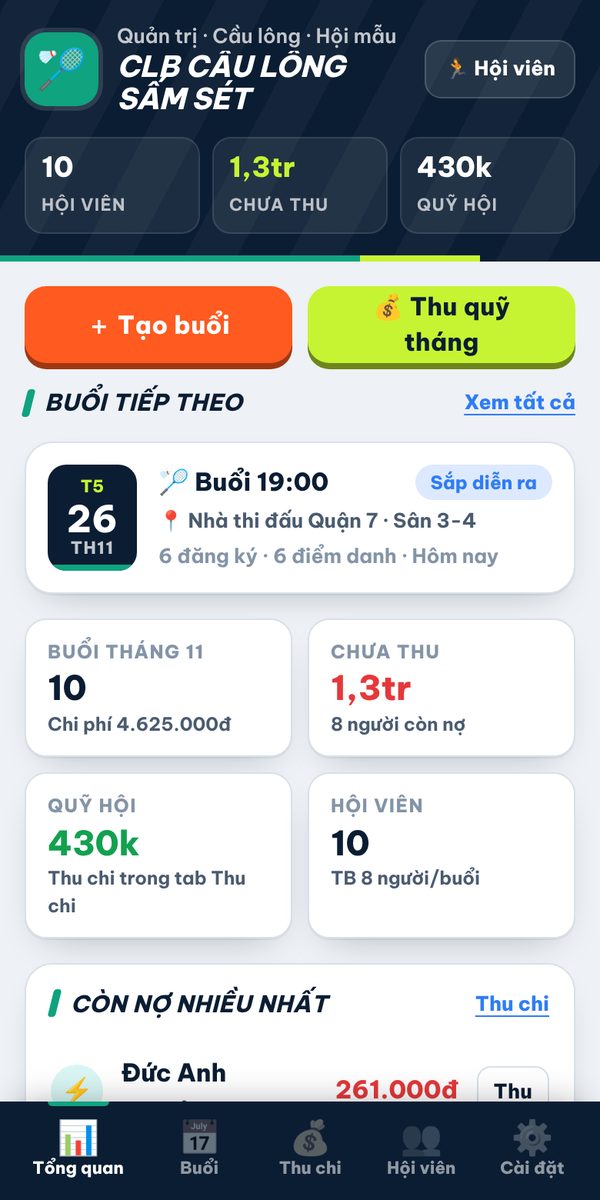 Quản trị · Cầu lông · Hội mẫu
CLB CẦU LÔNG
SẤM SÉT
🏃 Hội viên
10
HỘI VIÊN
1,3tr
CHƯA THU
430k
QUỸ HỘI
+ Tạo buổi
💰 Thu quỹ
tháng
BUỔI TIẾP THEO
Xem tất cả
T5
26
TH11
🏸 Buổi 19:00
Sắp diễn ra
📍 Nhà thi đấu Quận 7 · Sân 3-4
6 đăng ký · 6 điểm danh · Hôm nay
BUỔI THÁNG 11
10
Chi phí 4.625.000đ
CHƯA THU
1,3tr
8 người còn nợ
QUỸ HỘI
430k
Thu chi trong tab Thu
chi
HỘI VIÊN
10
TB 8 người/buổi
CÒN NỢ NHIỀU NHẤT
Thu chi
Đức Anh
261.000đ
Thu
July
17
Tổng quan
Buổi
Thu chi
Hội viên
Cài đặt